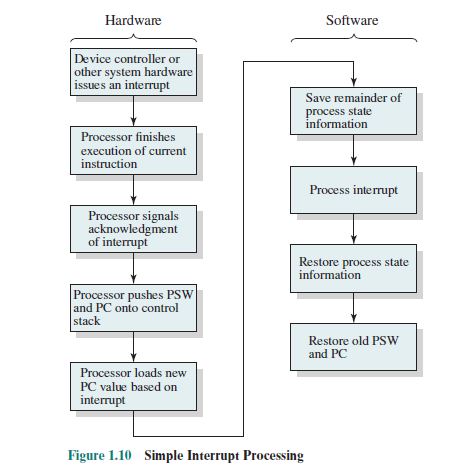 Hardware
Device controller or
other system hardware
issues an interrupt
Processor finishes
execution of current
instruction
Processor signals
acknowledgment
of interrupt
Processor pushes PSW
and PC onto control
stack
Processor loads new
PC value based on
interrupt
Software
Save remainder of
process state
information
Process interrupt
Restore process state
information
Restore old PSW
and PC
Figure 1.10 Simple Interrupt Processing